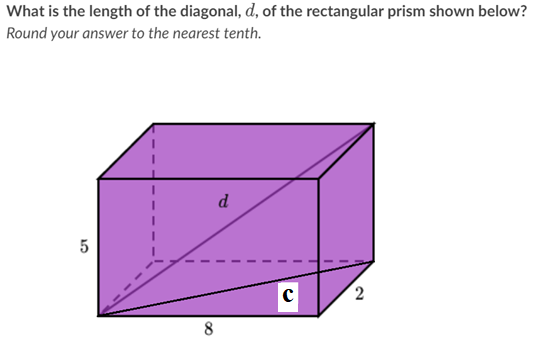 What is the length of the diagonal, d, of the rectangular prism shown below?
Round your answer to the nearest tenth.
d
5
c
2
8